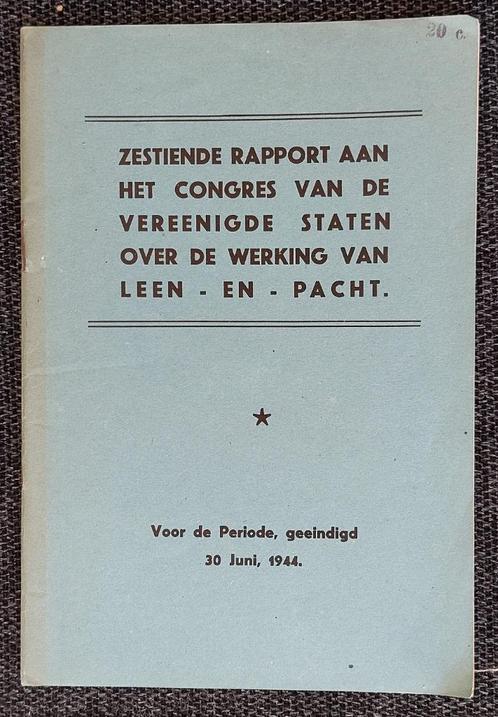 20 c.
ZESTIENDE RAPPORT AAN
HET CONGRES VAN DE
VEREENIGDE STATEN
OVER DE WERKING VAN
LEEN - EN - PACHT.
Voor de Periode, geeindigd
30 Juni, 1944.